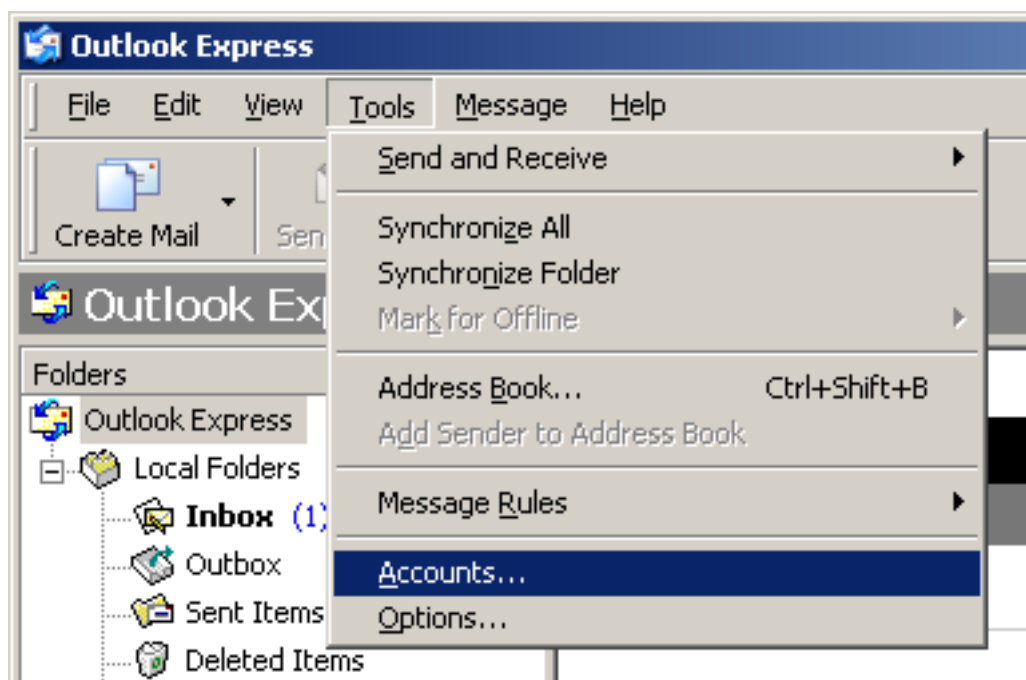 Outlook Express
File Edit View Tools Message Help
Create Mail
Sen
Send and Receive
Synchronize All
Synchronize Folder
Mark for Offline
Address Book... Ctrl+Shift+B
Add Sender to Address Book
Message Rules
Accounts...
Options...
Outlook Exp
Folders
Outlook Express
Local Folders
Inbox (1)
Outbox
Sent Items
Deleted Items